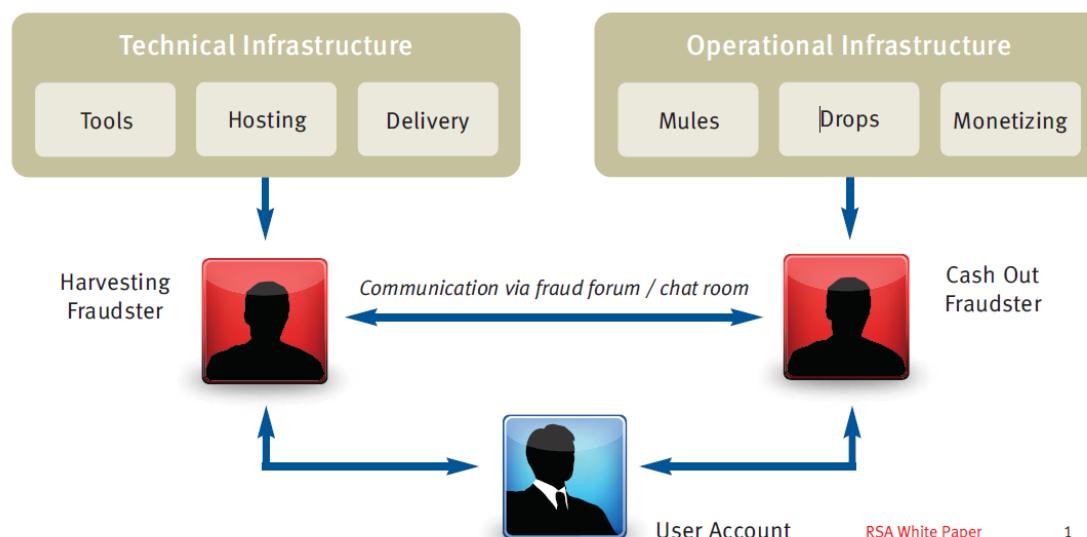 Technical Infrastructure
Tools
Hosting
Delivery
Operational Infrastructure
Mules
Drops
Monetizing
Harvesting
Fraudster
Communication via fraud forum / chat room
Cash Out
Fraudster
User Account
RSA White Paper
1